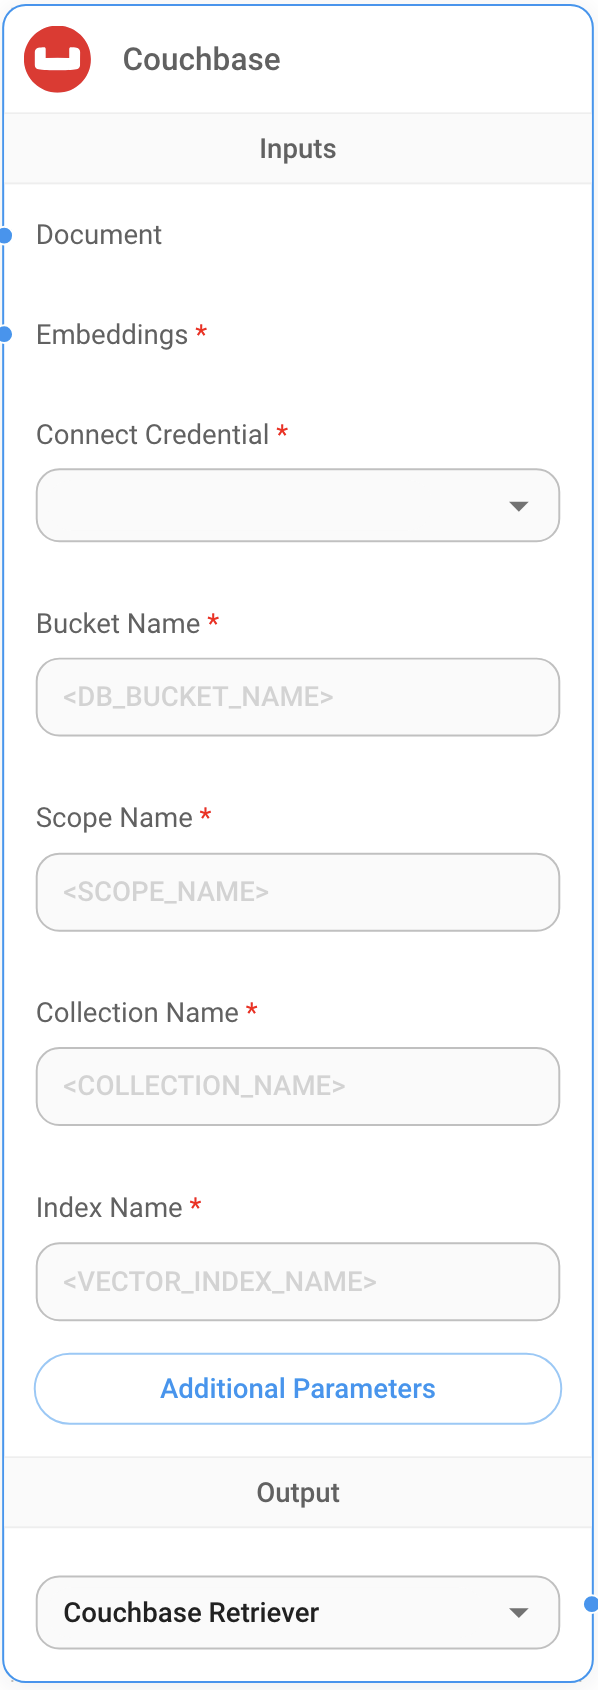 Couchbase
Inputs
Document
Embeddings *
Connect Credential *
Bucket Name *
<DB_BUCKET_NAME>
Scope Name *
<SCOPE_NAME>
Collection Name *
<COLLECTION_NAME>
Index Name *
<VECTOR_INDEX_NAME>
Additional Parameters
Output
Couchbase Retriever